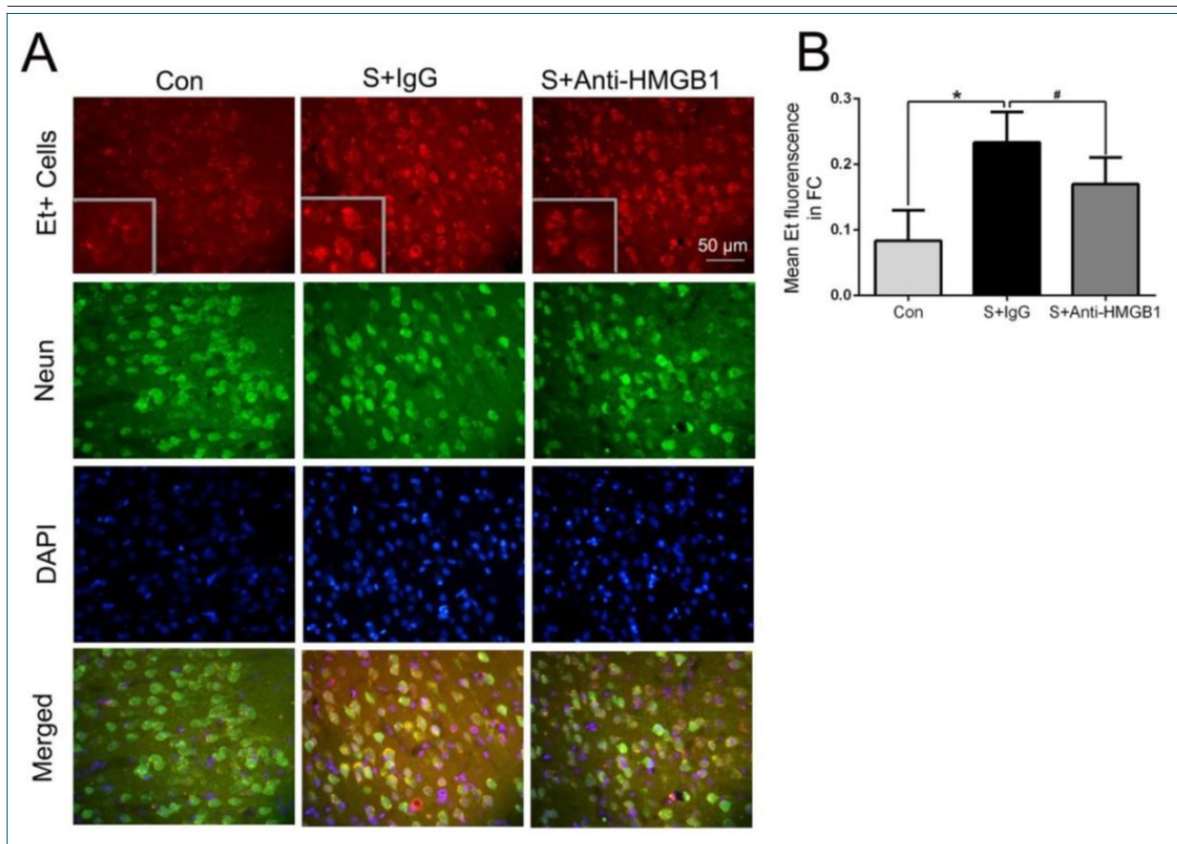 A
Con
S+IgG
S+Anti-HMGB1
Et+ Cells
50 µm
Neun
DAPI
Merged
B
Mean Et fluorenscence
in FC
0.3
0.2
0.1
0.0
*
#
Con
S+IgG
S+Anti-HMGB1